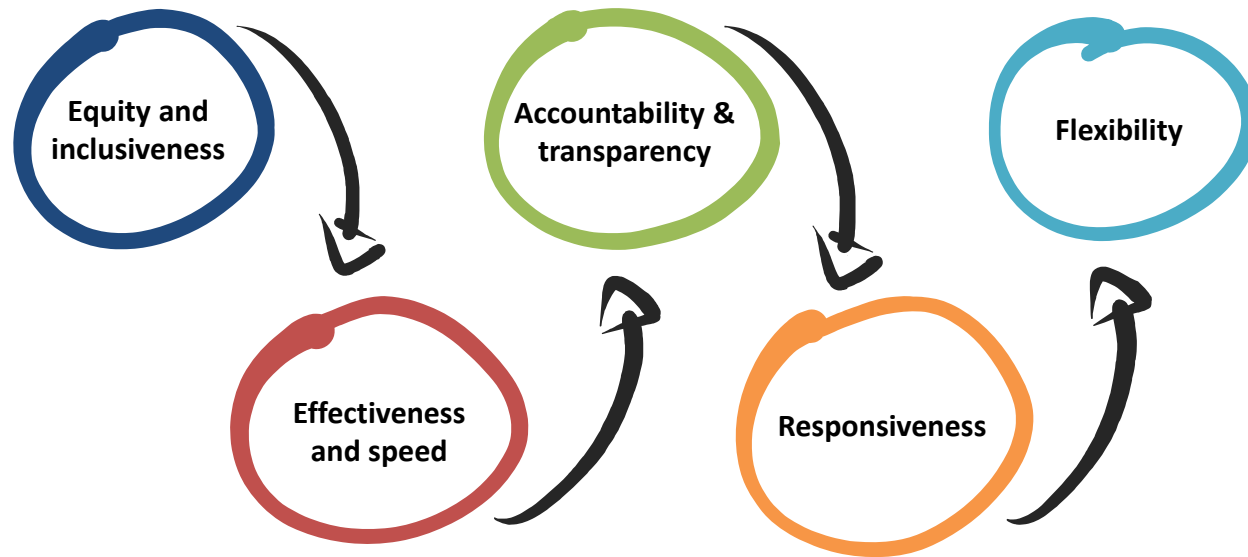 Equity and
inclusiveness
Effectiveness
and speed
Accountability &
transparency
Responsiveness
Flexibility